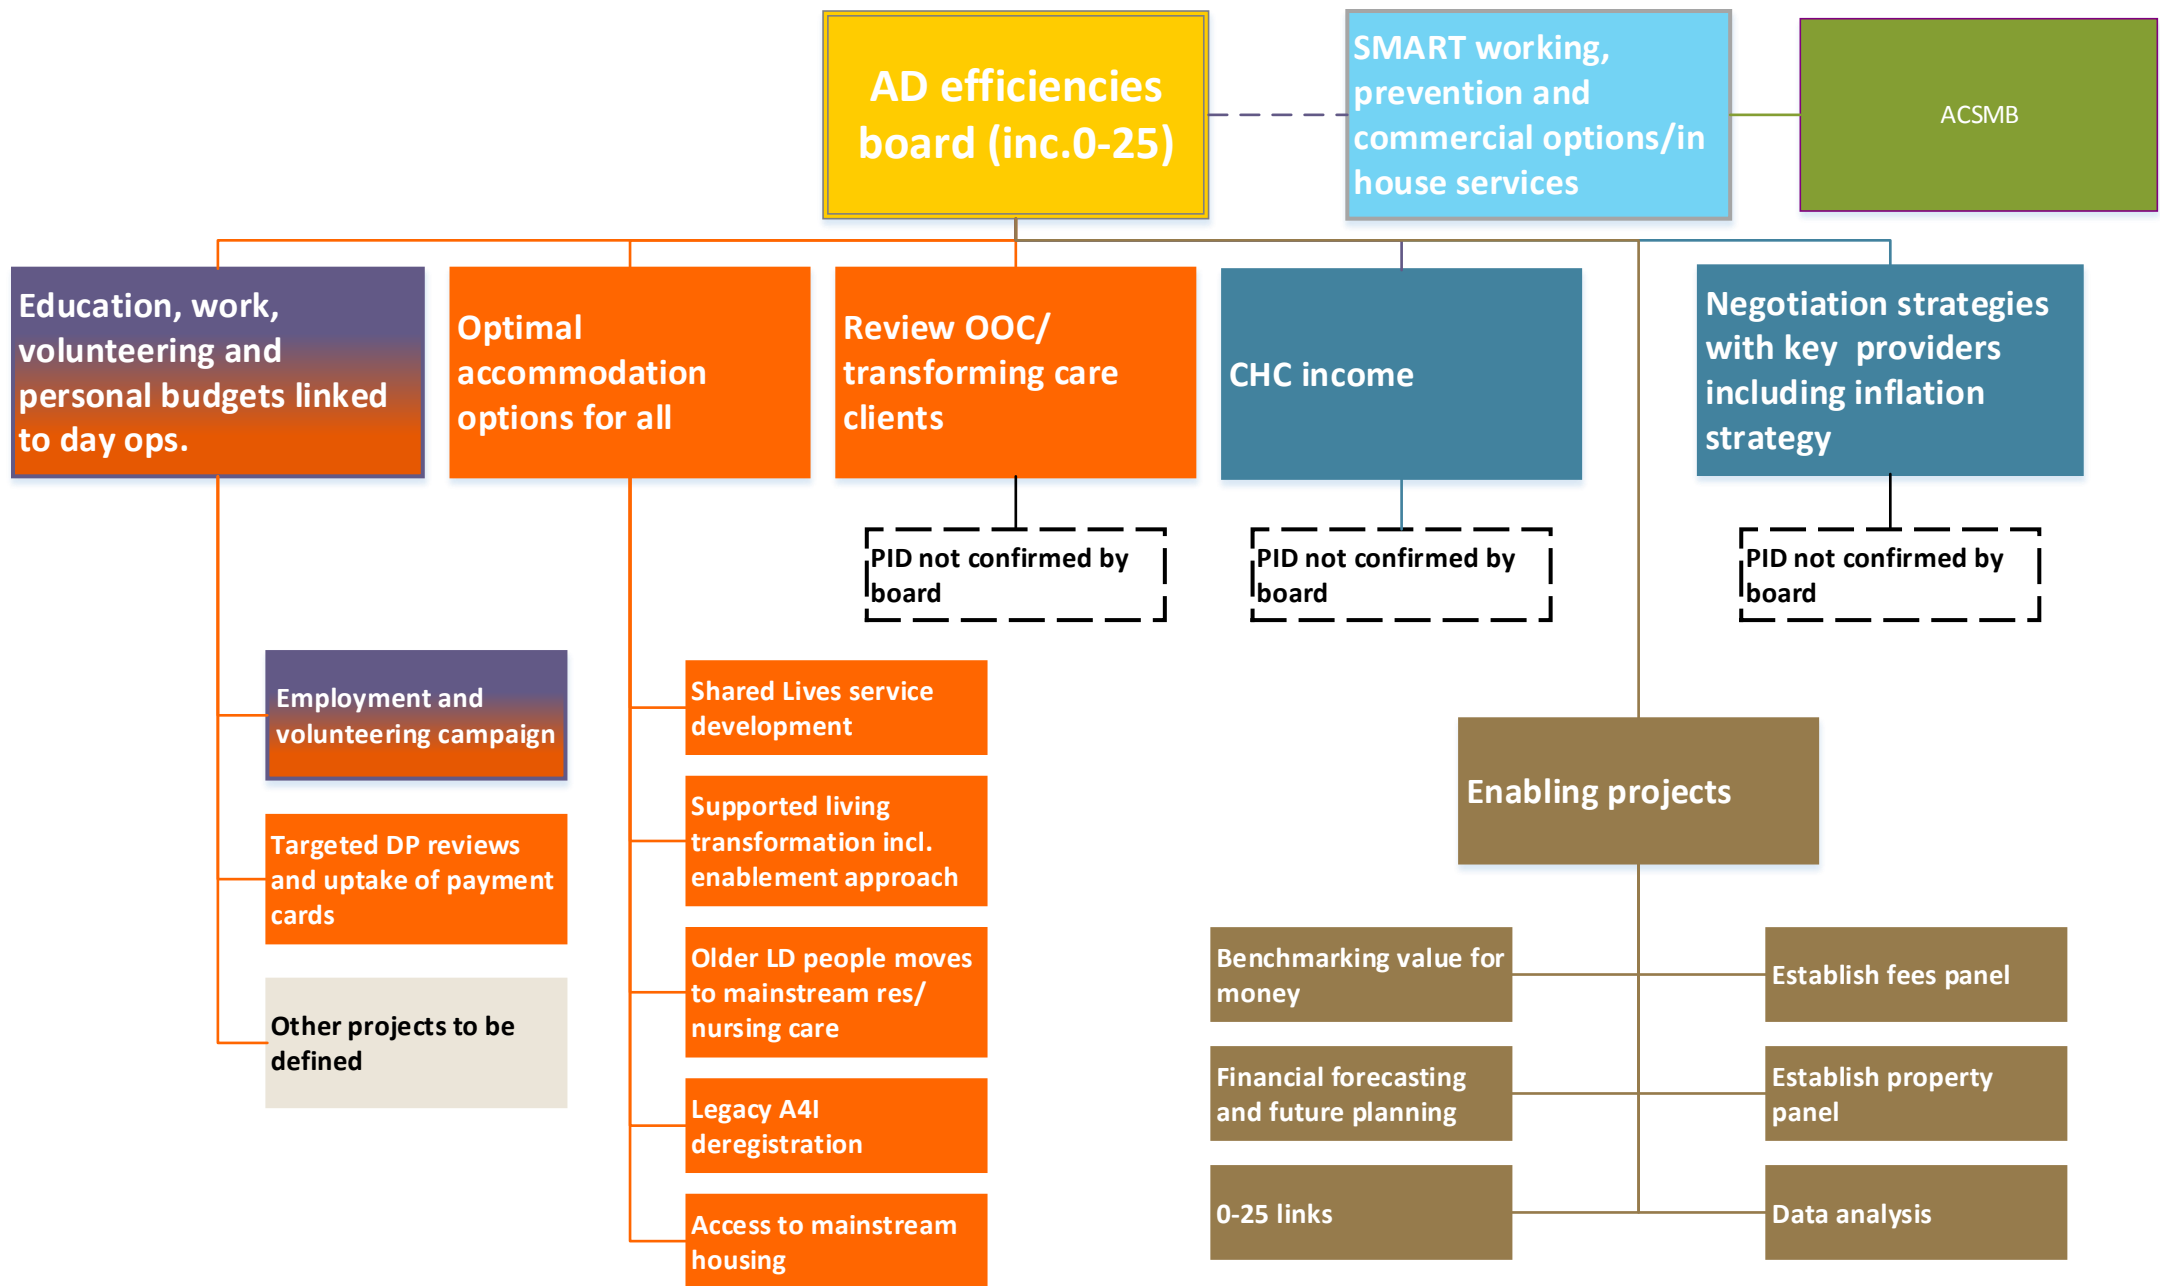 AD efficiencies
board (inc.0-25)
SMART working,
prevention and
commercial options/in
house services
ACSMB
Education, work,
volunteering and
personal budgets linked
to day ops.
Optimal
accommodation
options for all
Review OOC/
transforming care
clients
CHC income
Negotiation strategies
with key providers
including inflation
strategy
PID not confirmed by
board
PID not confirmed by
board
PID not confirmed by
board
Employment and
volunteering campaign
Targeted DP reviews
and uptake of payment
cards
Other projects to be
defined
Shared Lives service
development
Supported living
transformation incl.
enablement approach
Older LD people moves
to mainstream res/
nursing care
Legacy A4I
deregistration
Access to mainstream
housing
Enabling projects
Benchmarking value for
money
Establish fees panel
Financial forecasting
and future planning
Establish property
panel
0-25 links
Data analysis